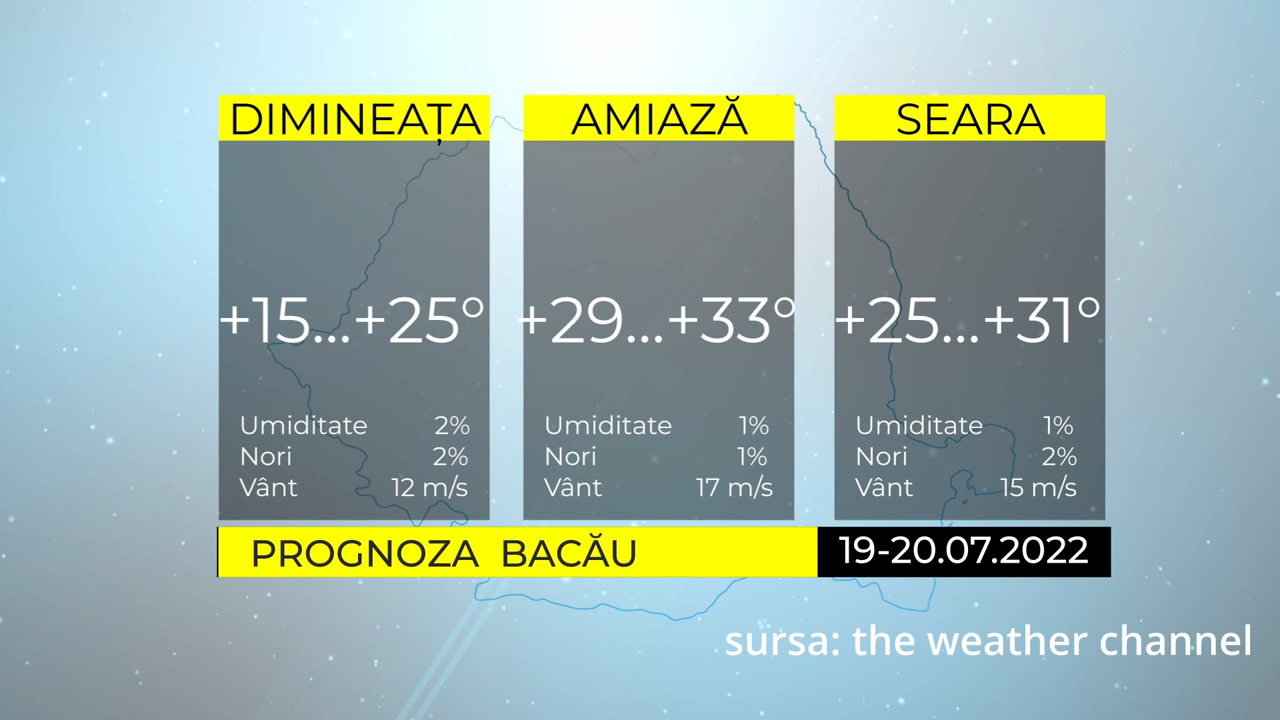 DIMINEAȚA
+15...+25°
Umiditate 2%
Nori 2%
Vânt 12 m/s
AMIAZĂ
+29...+33°
Umiditate 1%
Nori 1%
Vânt 17 m/s
SEARA
+25...+31°
Umiditate 1%
Nori 2%
Vânt 15 m/s
PROGNOZA BACĂU
19-20.07.2022
sursa: the weather channel